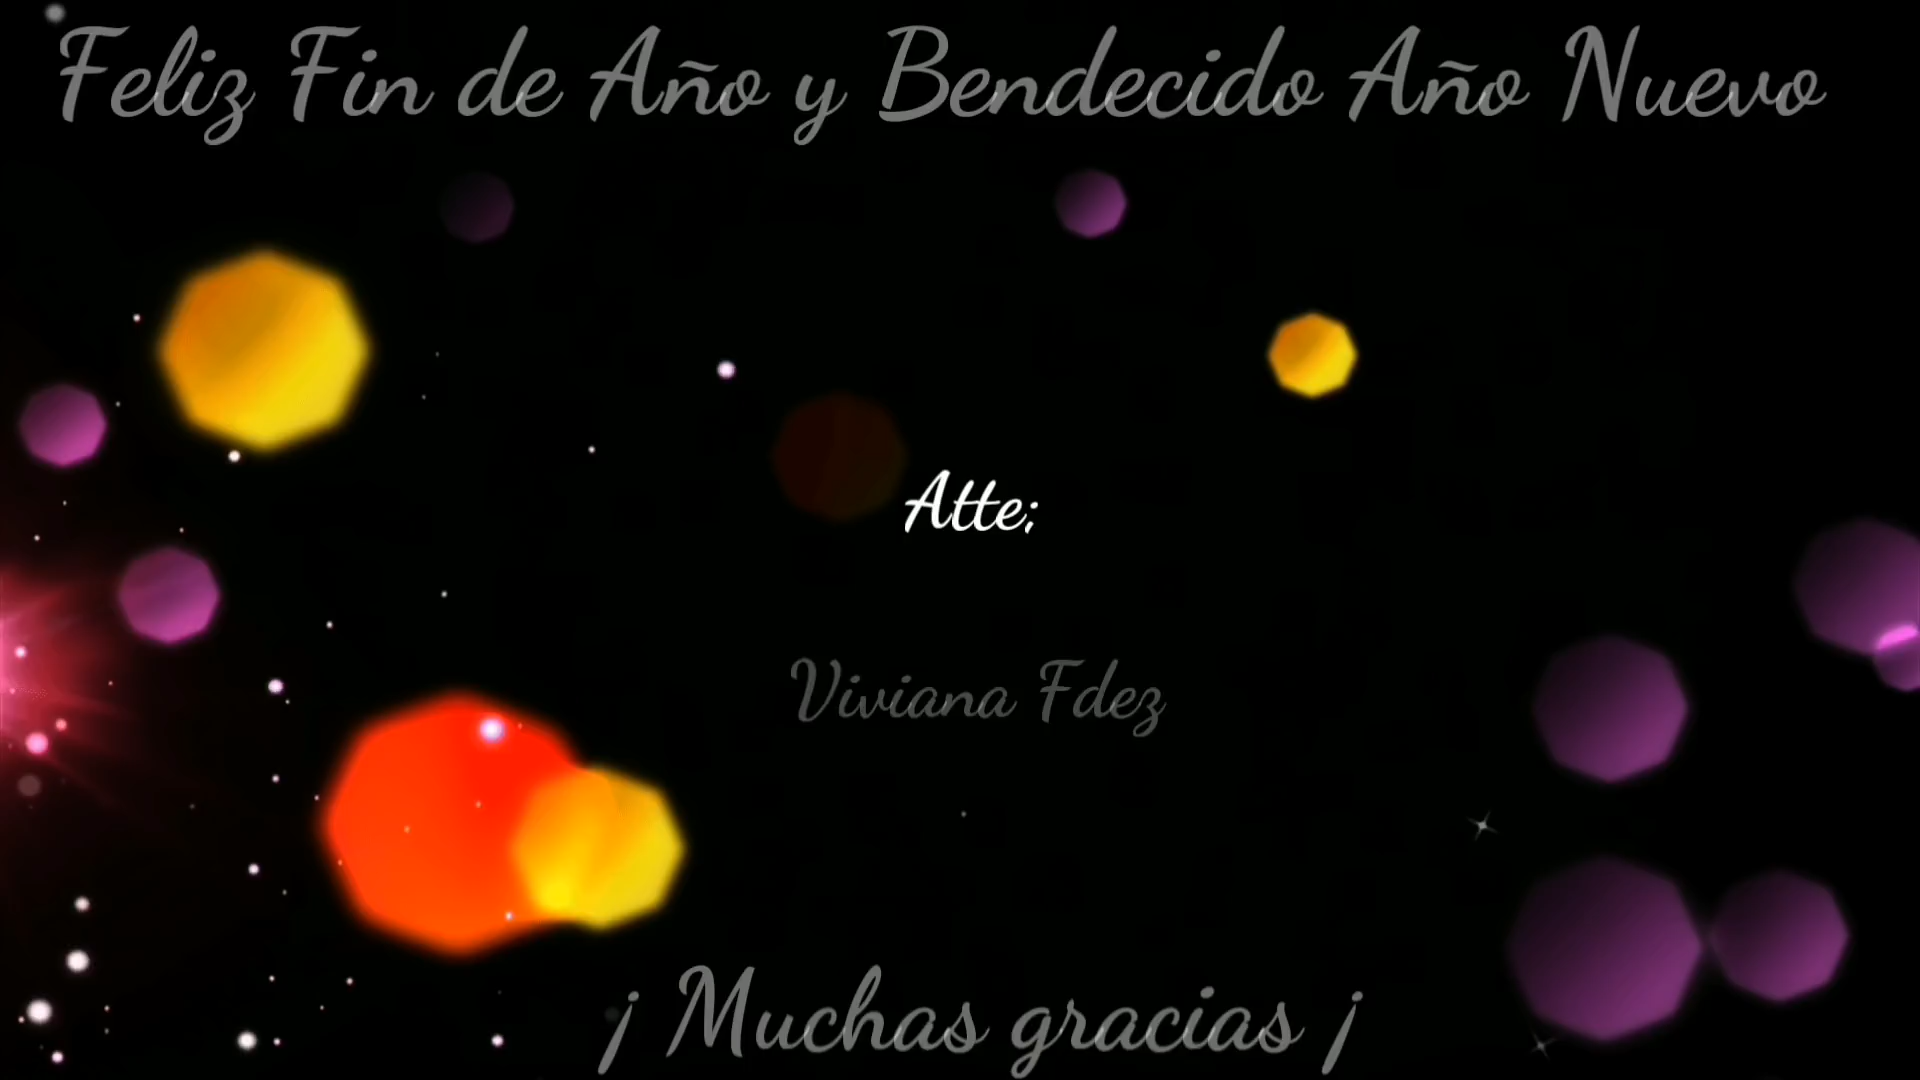 Feliz Fin de Año y Bendecido Año Nuevo
Atte;
Viviana Fdez
¡ Muchas gracias ¡